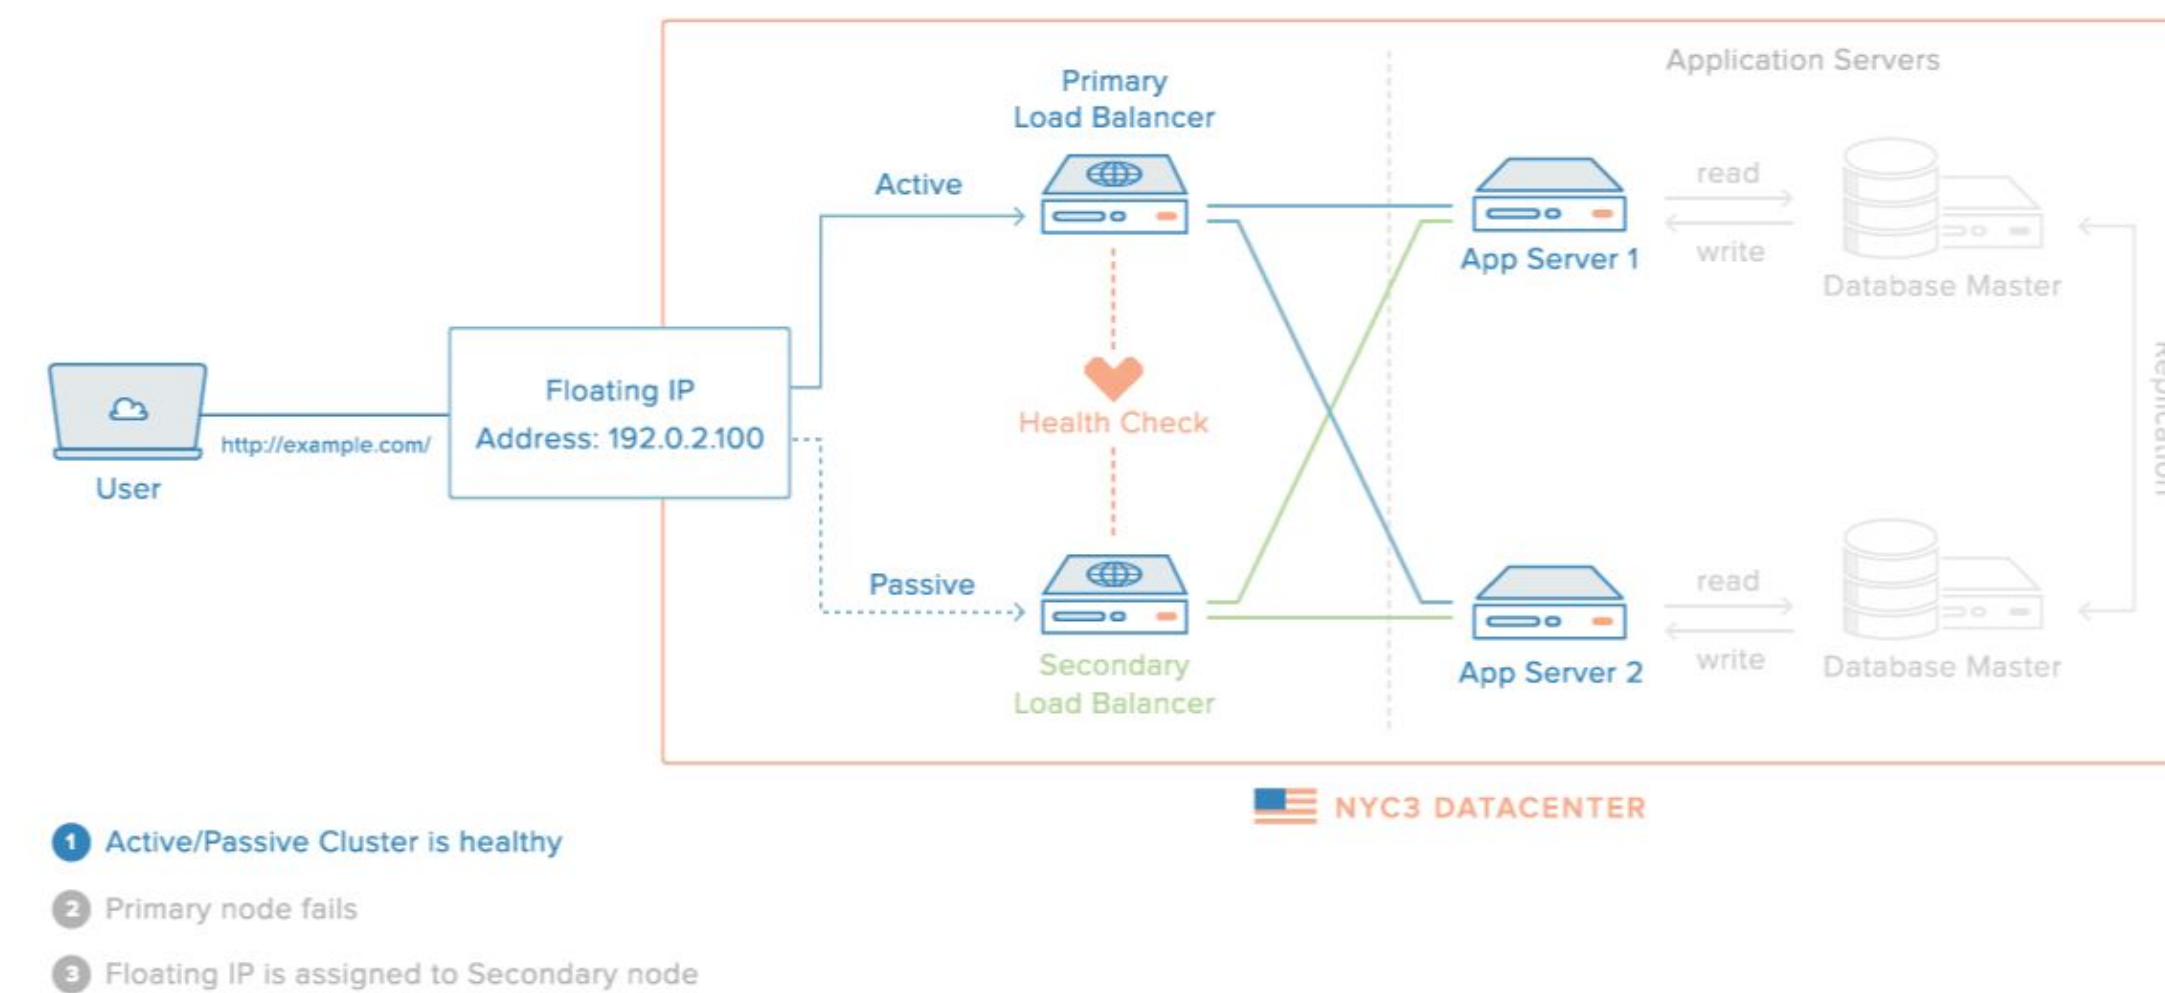 Application Servers
Primary
Load Balancer
Active
read
write
App Server 1
Database Master
Floating IP
Address: 192.0.2.100
http://example.com/
User
Health Check
Replication
Passive
Secondary
Load Balancer
read
write
App Server 2
Database Master
NYC3 DATACENTER
1 Active/Passive Cluster is healthy
2 Primary node fails
3 Floating IP is assigned to Secondary node